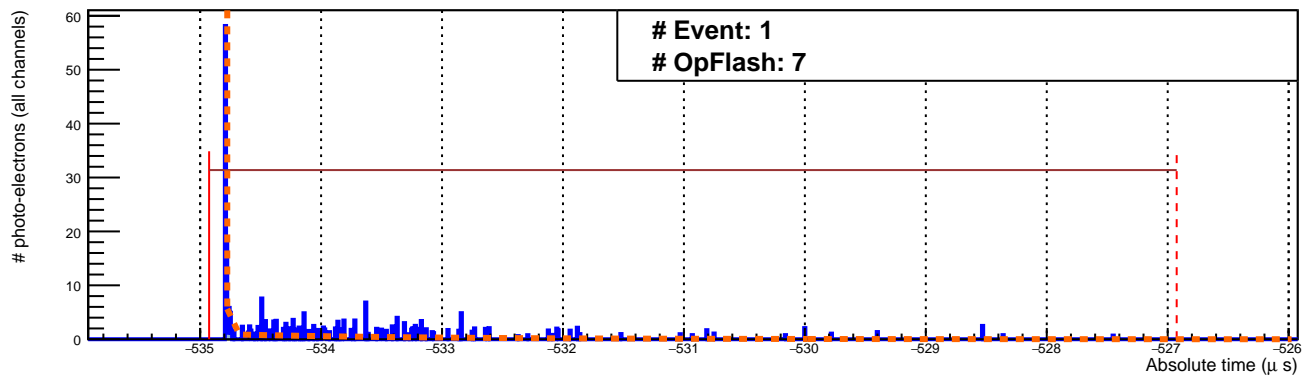 # Event: 1
# OpFlash: 7
# photo-electrons (all channels)
60
50
40
30
20
10
0
−535 −534 −533 −532 −531 −530 −529 −528 −527 −526
Absolute time (μ s)